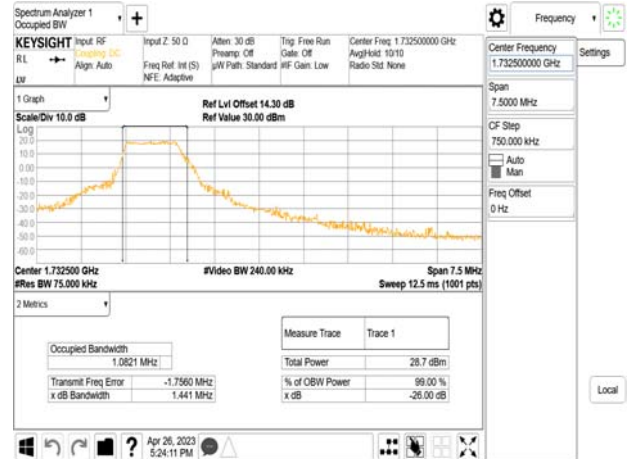 Spectrum Analyzer 1
Occupied BW
Frequency
KEYSIGHT
RL
LV
Input: RF
Coupling: DC
Align: Auto
Input Z: 50 Ω
Freq Ref: Int (S)
NFE: Adaptive
Atten: 30 dB
Preamp: Off
µW Path: Standard
Trig: Free Run
Gate: Off
#IF Gain: Low
Center Freq: 1.732500000 GHz
Avg|Hold: 10/10
Radio Std: None
Center Frequency
1.732500000 GHz
Settings
Span
7.5000 MHz
CF Step
750.000 kHz
Auto
Man
Freq Offset
0 Hz
Local
1 Graph
Scale/Div 10.0 dB
Ref Lvl Offset 14.30 dB
Ref Value 30.00 dBm
Log
20.0
10.0
0.00
-10.0
-20.0
-30.0
-40.0
-50.0
-60.0
Center 1.732500 GHz
#Res BW 75.000 kHz
#Video BW 240.00 kHz
Span 7.5 MHz
Sweep 12.5 ms (1001 pts)
2 Metrics
Occupied Bandwidth
1.0821 MHz
Transmit Freq Error -1.7560 MHz
x dB Bandwidth 1.441 MHz
Measure Trace Trace 1
Total Power 28.7 dBm
% of OBW Power 99.00 %
x dB -26.00 dB
?
Apr 26, 2023
5:24:11 PM